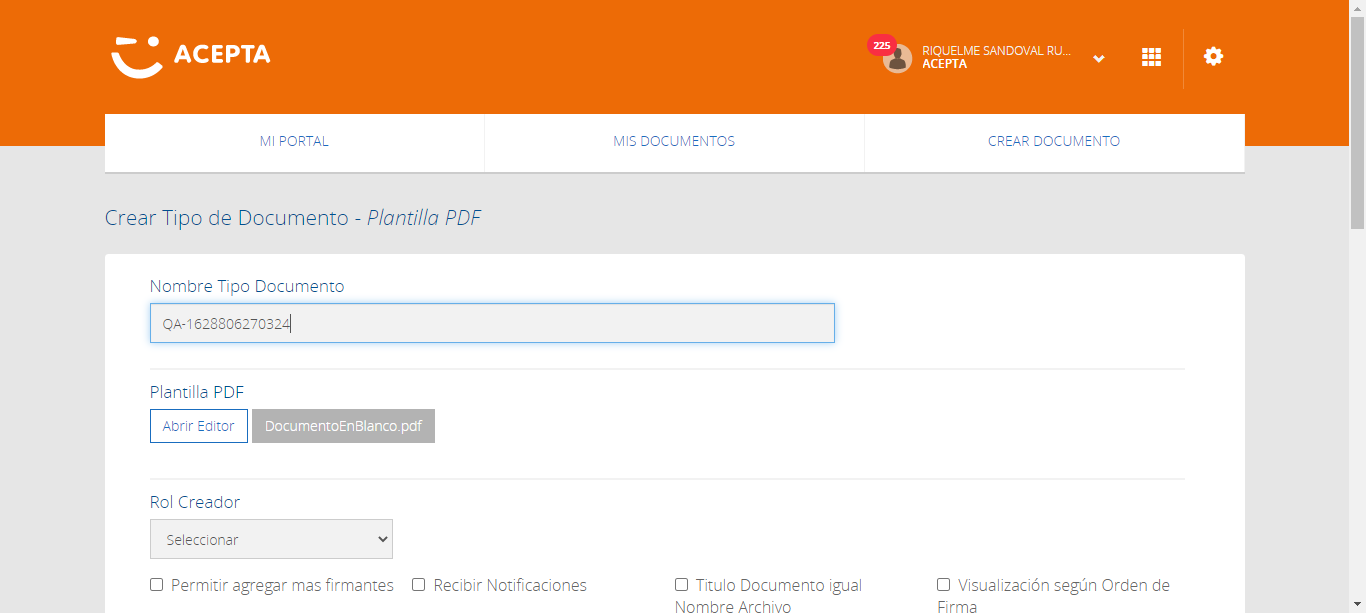 ACEPTA
225
RIQUELME SANDOVAL RU...
ACEPTA
MI PORTAL
MIS DOCUMENTOS
CREAR DOCUMENTO
Crear Tipo de Documento - Plantilla PDF
Nombre Tipo Documento
QA-1628806270324
Plantilla PDF
Abrir Editor
DocumentoEnBlanco.pdf
Rol Creador
Seleccionar
Permitir agregar mas firmantes
Recibir Notificaciones
Titulo Documento igual
Nombre Archivo
Visualización según Orden de
Firma